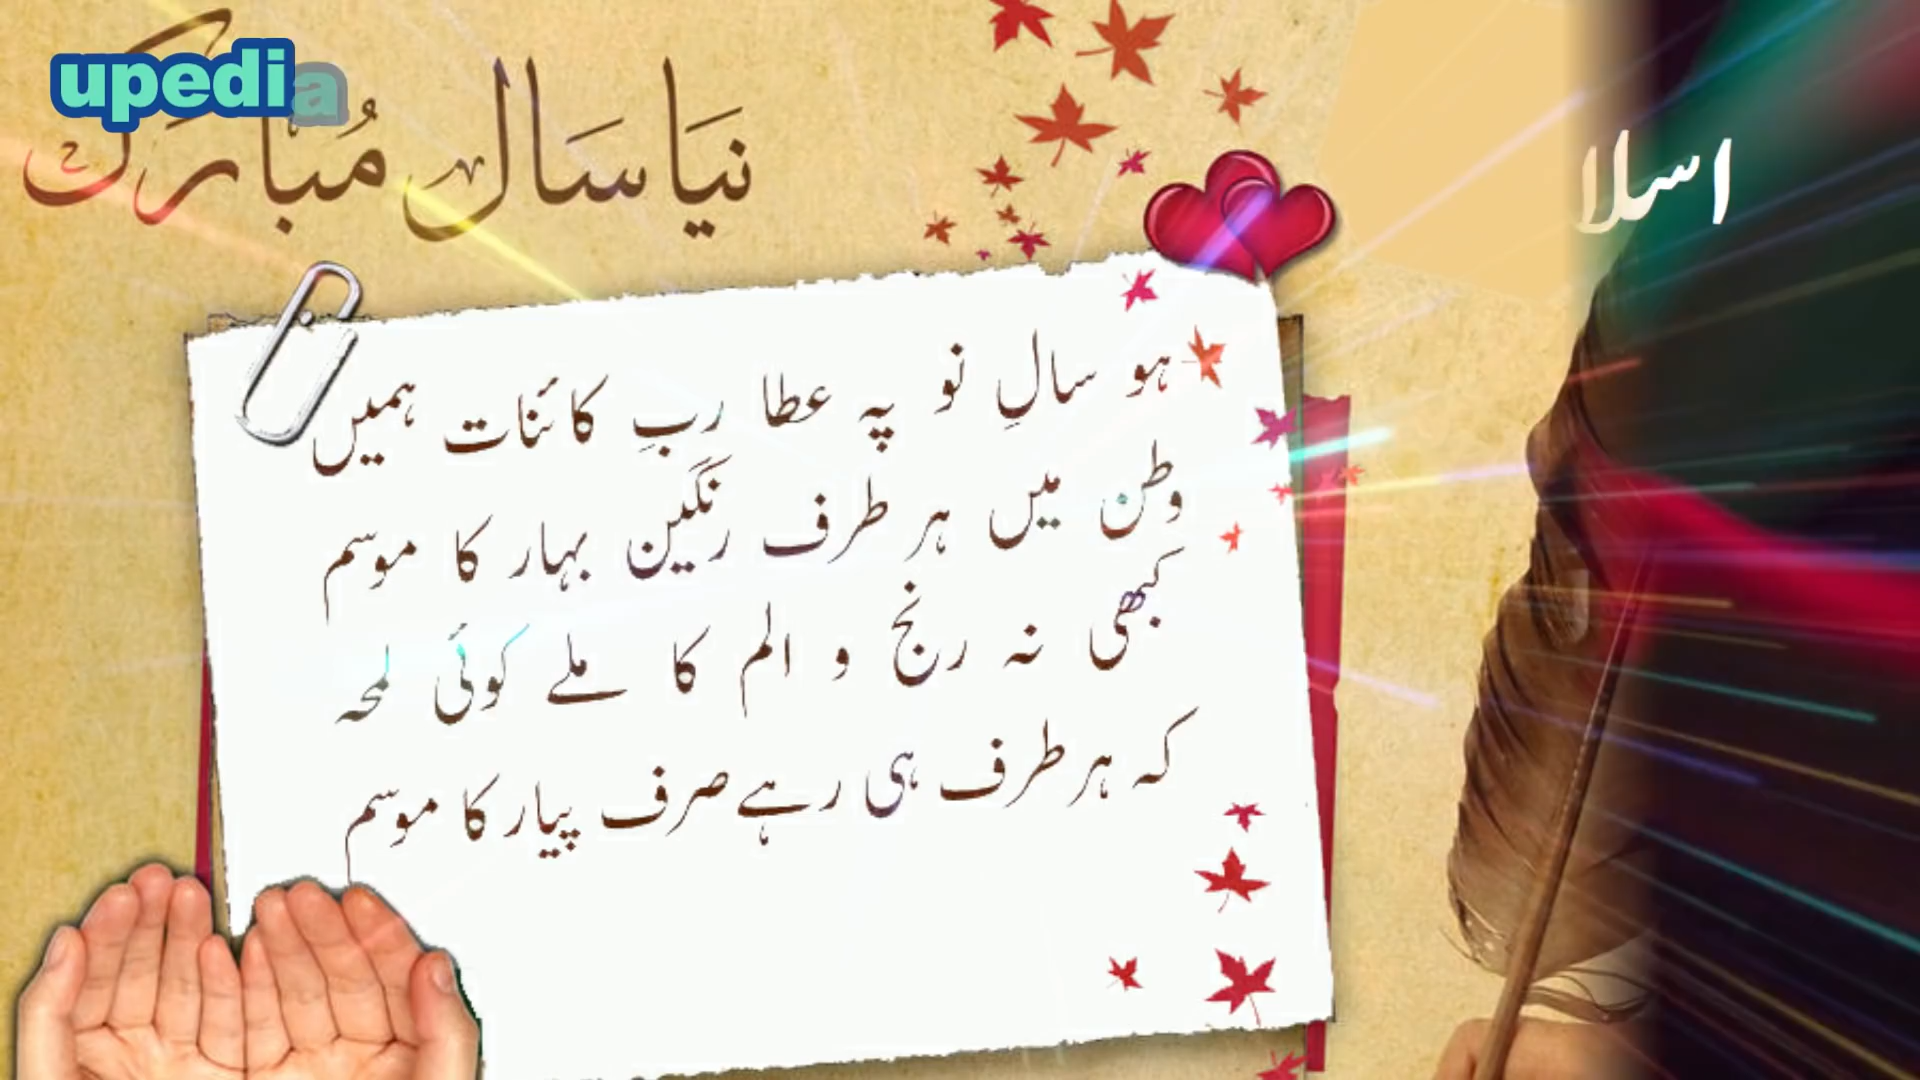 upedia
نیا سال مُبارک
اسلا
ہو سالِ نو پہ عطا ربِ کائنات ہمیں
وطن میں ہر طرف رنگین بہار کا موسم
کبھی نہ رنج و الم کا ملے کوئی لمحہ
کہ ہر طرف ہی رہے صرف پیار کا موسم